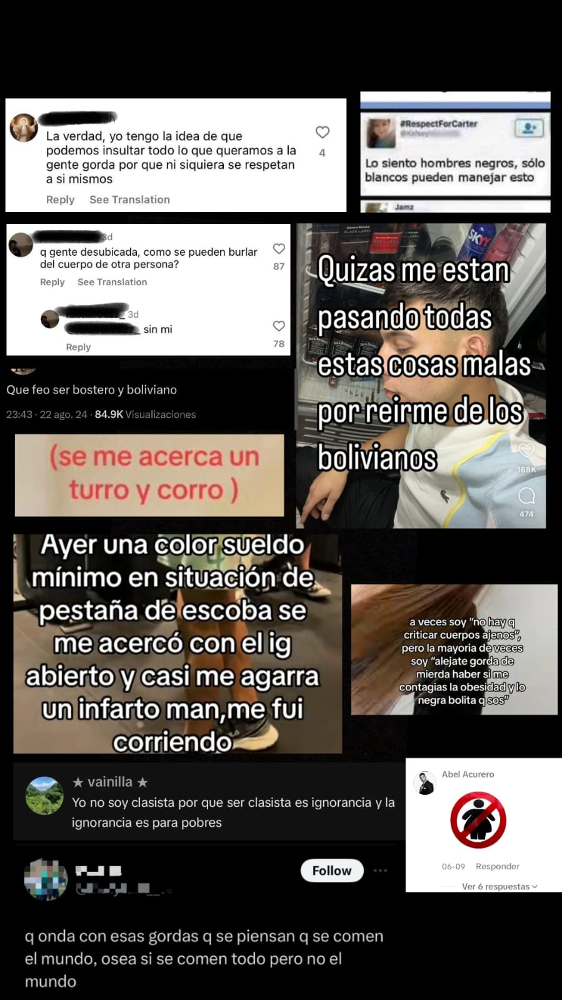 La verdad, yo tengo la idea de que
podemos insultar todo lo que queramos a la
gente gorda por que ni siquiera se respetan
a si mismos
4
Reply See Translation
#RespectForCarter
@Kelsey
Lo siento hombres negros, sólo
blancos pueden manejar esto
Jamz
3d
q gente desubicada, como se pueden burlar
del cuerpo de otra persona?
87
Reply See Translation
3d
sin mi
78
Reply
Que feo ser bostero y boliviano
23:43 · 22 ago. 24 · 84.9K Visualizaciones
BLACK LABEL
SKYY
Quizas me estan
pasando todas
estas cosas malas
por reirme de los
bolivianos
168K
474
(se me acerca un
turro y corro )
Ayer una color sueldo
mínimo en situación de
pestaña de escoba se
me acercó con el ig
abierto y casi me agarra
un infarto man,me fui
corriendo
a veces soy "no hay q
criticar cuerpos ajenos",
pero la mayoria de veces
soy "alejate gorda de
mierda haber si me
contagias la obesidad y lo
negra bolita q sos"
★ vainilla ★
Yo no soy clasista por que ser clasista es ignorancia y la
ignorancia es para pobres
Abel Acurero
06-09 Responder
Ver 6 respuestas
Follow
q onda con esas gordas q se piensan q se comen
el mundo, osea si se comen todo pero no el
mundo